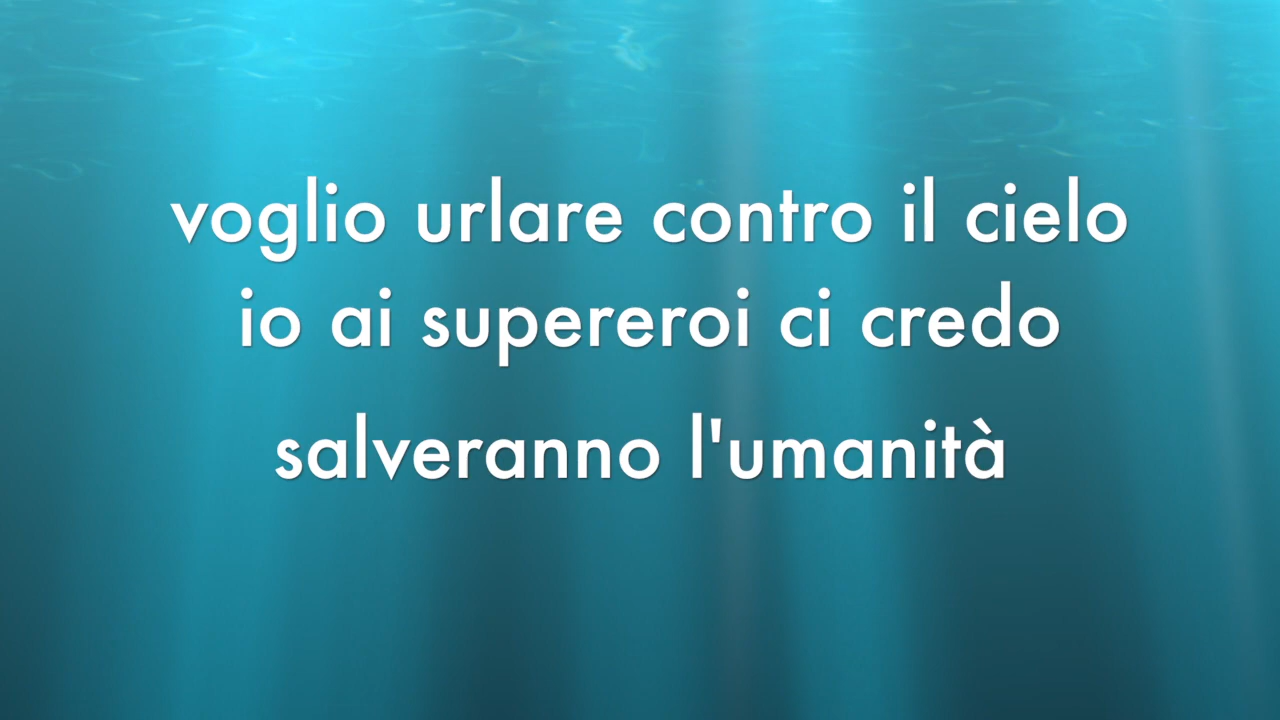 voglio urlare contro il cielo
io ai supereroi ci credo
salveranno l'umanità